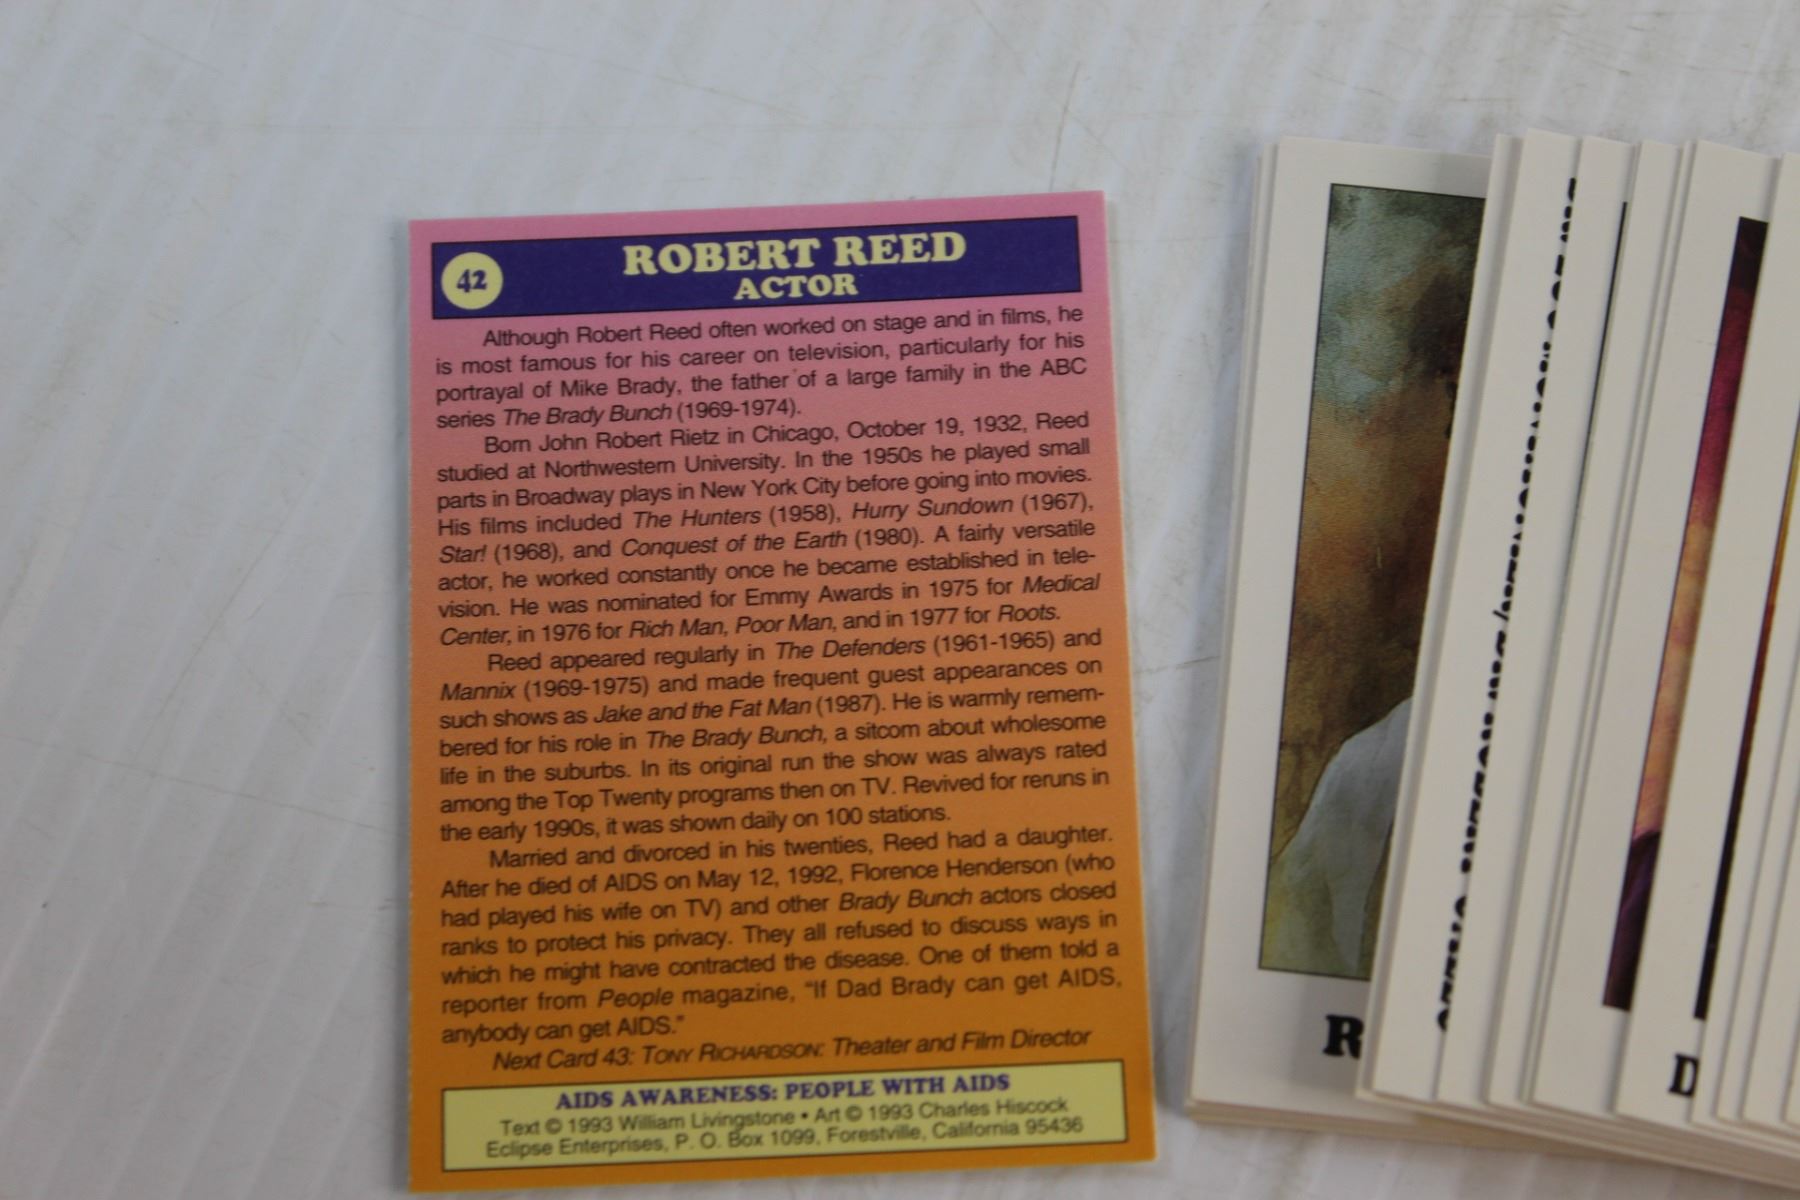 42
ROBERT REED
ACTOR
Although Robert Reed often worked on stage and in films, he
is most famous for his career on television, particularly for his
portrayal of Mike Brady, the father of a large family in the ABC
series The Brady Bunch (1969-1974).
Born John Robert Rietz in Chicago, October 19, 1932, Reed
studied at Northwestern University. In the 1950s he played small
parts in Broadway plays in New York City before going into movies.
His films included The Hunters (1958), Hurry Sundown (1967),
Star! (1968), and Conquest of the Earth (1980). A fairly versatile
actor, he worked constantly once he became established in tele-
vision. He was nominated for Emmy Awards in 1975 for Medical
Center, in 1976 for Rich Man, Poor Man, and in 1977 for Roots.
Reed appeared regularly in The Defenders (1961-1965) and
Mannix (1969-1975) and made frequent guest appearances on
such shows as Jake and the Fat Man (1987). He is warmly remem-
bered for his role in The Brady Bunch, a sitcom about wholesome
life in the suburbs. In its original run the show was always rated
among the Top Twenty programs then on TV. Revived for reruns in
the early 1990s, it was shown daily on 100 stations.
Married and divorced in his twenties, Reed had a daughter.
After he died of AIDS on May 12, 1992, Florence Henderson (who
had played his wife on TV) and other Brady Bunch actors closed
ranks to protect his privacy. They all refused to discuss ways in
which he might have contracted the disease. One of them told a
reporter from People magazine, "If Dad Brady can get AIDS,
anybody can get AIDS."
Next Card 43: TONY RICHARDSON: Theater and Film Director
AIDS AWARENESS: PEOPLE WITH AIDS
Text © 1993 William Livingstone • Art © 1993 Charles Hiscock
Eclipse Enterprises, P. O. Box 1099, Forestville, California 95436
R
D